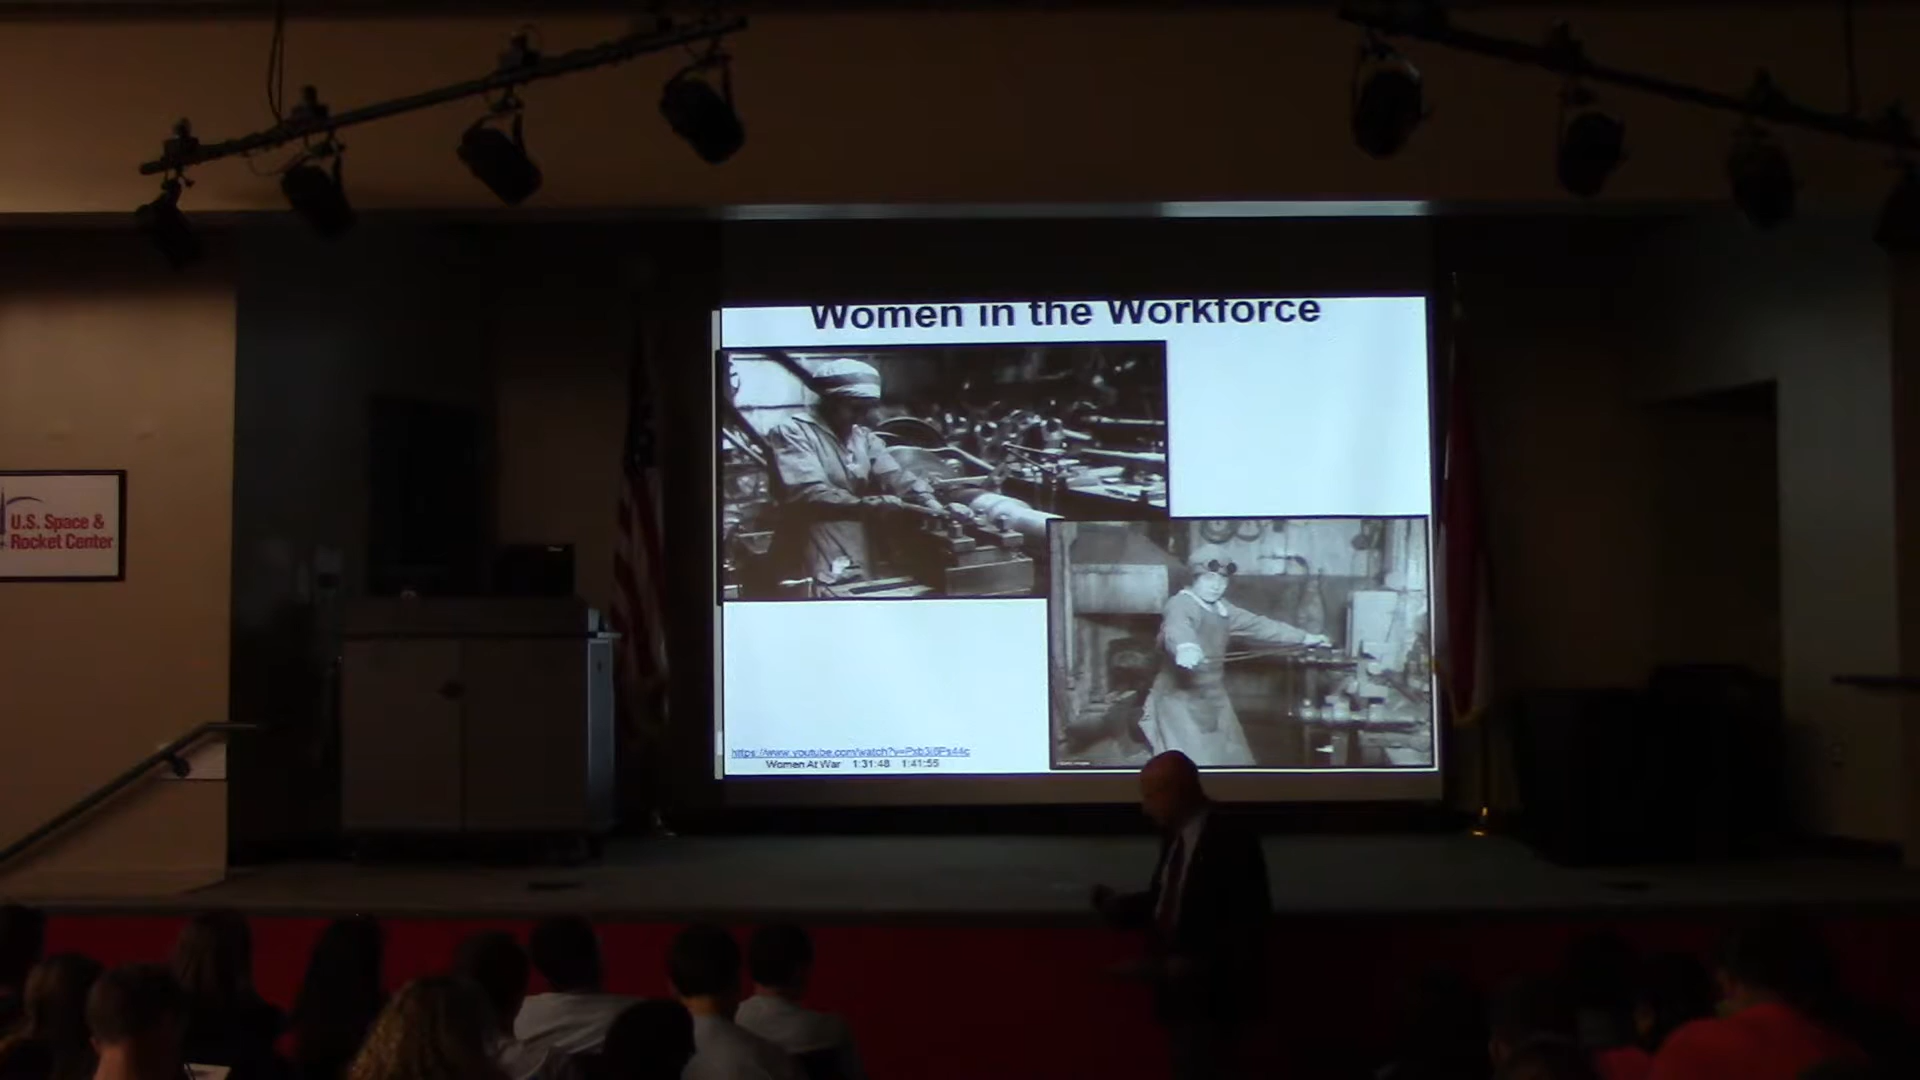 U.S. Space &
Rocket Center
Women in the Workforce
Women At War 1:31:48 1:41:55